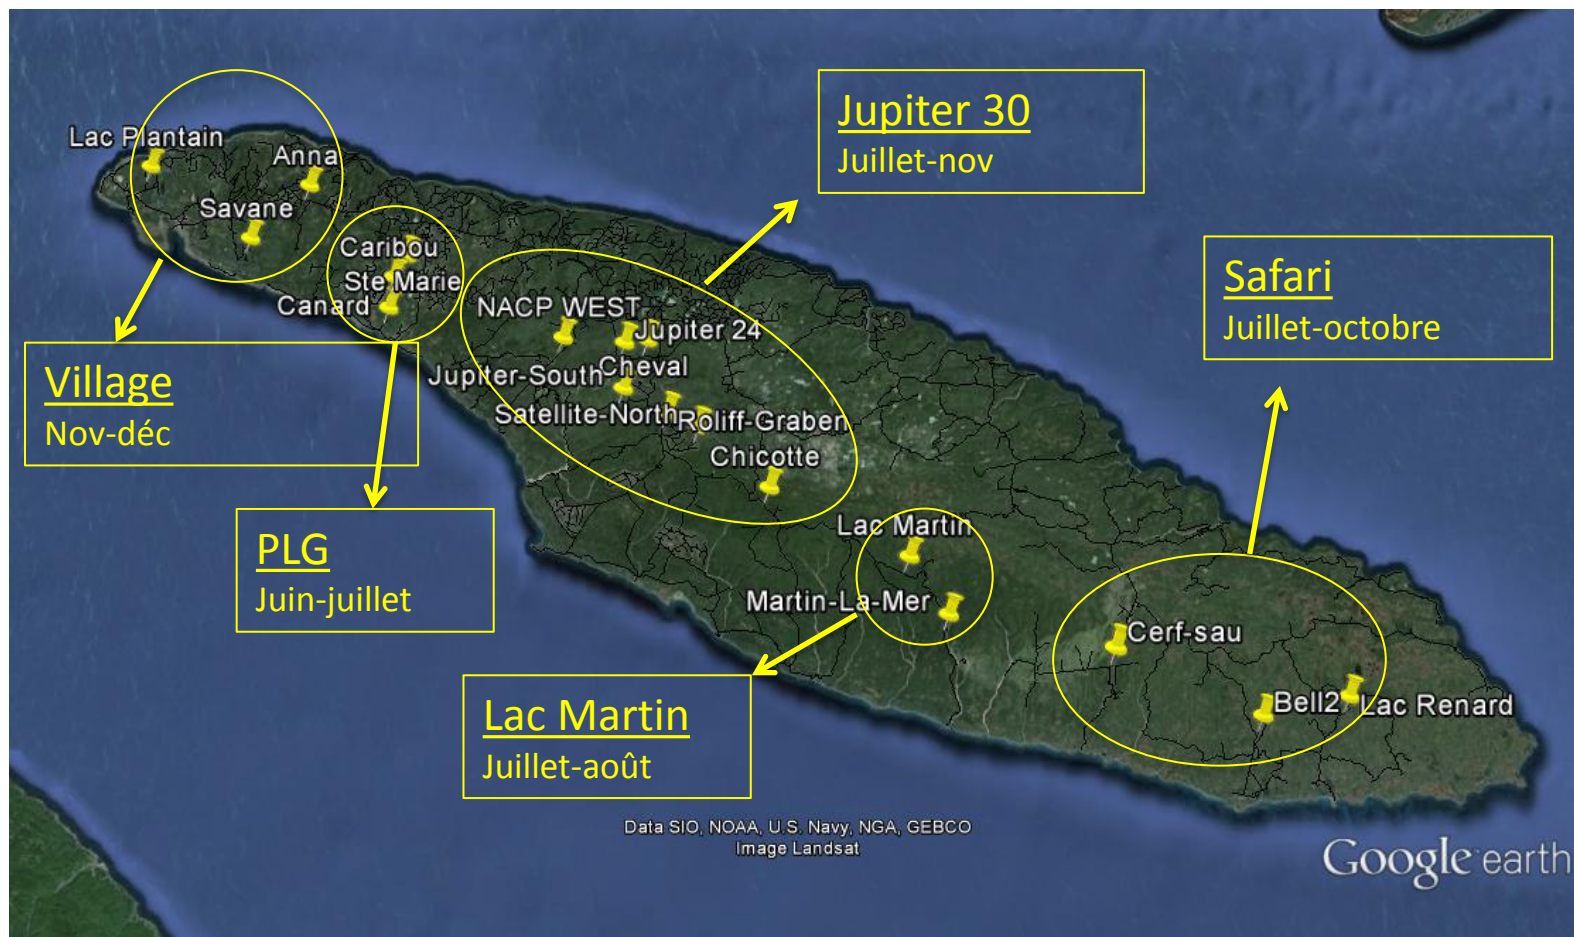 Jupiter 30
Juillet-nov
Lac Plantain
Anna
Savane
Caribou
Ste Marie
Canard
Safari
Juillet-octobre
NACP WEST
Jupiter 24
Cheval
Jupiter-South
Satellite-North
Roliff-Graben
Chicotte
Village
Nov-déc
PLG
Juin-juillet
Lac Martin
Martin-La-Mer
Cerf-sau
Bell2
Lac Renard
Lac Martin
Juillet-août
Data SIO, NOAA, U.S. Navy, NGA, GEBCO
Image Landsat
Google earth